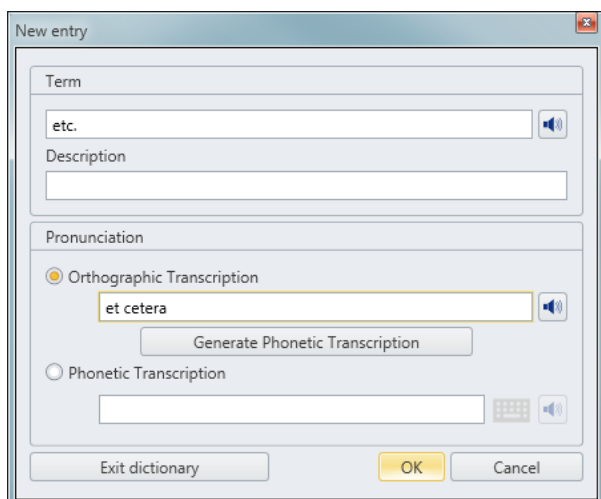 New entry
Term
etc.
Description
Pronunciation
Orthographic Transcription
et cetera
Generate Phonetic Transcription
Phonetic Transcription
Exit dictionary OK Cancel